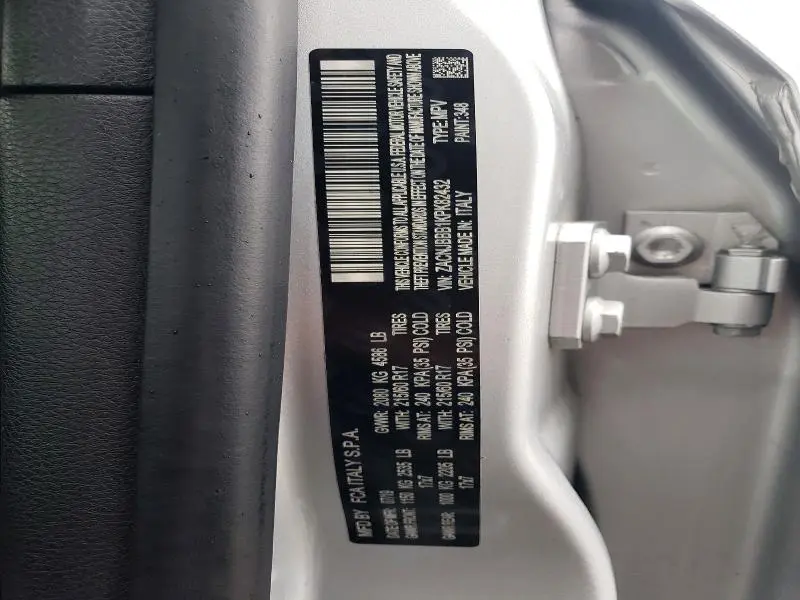 MFD BY FCA ITALY S.P.A.
DATE OF MFR: 07/19 GVWR: 2080 KG 4586 LB
GAWR FRONT: 1150 KG 2535 LB WITH: 215/60 R17 TIRES
17x7 RIMS AT: 240 KPA(35 PSI) COLD
GAWR REAR: 1000 KG 2205 LB WITH: 215/60 R17 TIRES
17x7 RIMS AT: 240 KPA(35 PSI) COLD
THIS VEHICLE CONFORMS TO ALL APPLICABLE U.S.A. FEDERAL MOTOR VEHICLE SAFETY AND
THEFT PREVENTION STANDARDS IN EFFECT ON THE DATE OF MANUFACTURE SHOWN ABOVE
VIN: ZACNJBBB1KPK82432 TYPE: MPV
VEHICLE MADE IN: ITALY PAINT: 348